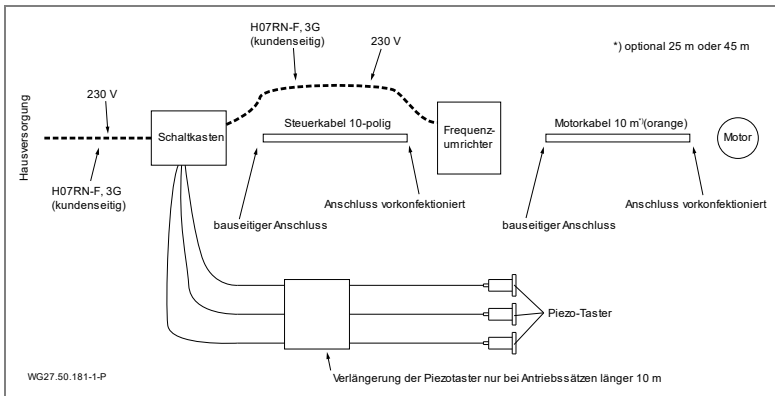 H07RN-F, 3G
(kundenseitig)
230 V
*) optional 25 m oder 45 m
Hausversorgung
230 V
Schaltkasten
Steuerkabel 10-polig
Frequenz-
umrichter
Motorkabel 10 m*)(orange)
Motor
H07RN-F, 3G
(kundenseitig)
Anschluss vorkonfektioniert
Anschluss vorkonfektioniert
bauseitiger Anschluss
bauseitiger Anschluss
Piezo-Taster
WG27.50.181-1-P
Verlängerung der Piezotaster nur bei Antriebssätzen länger 10 m